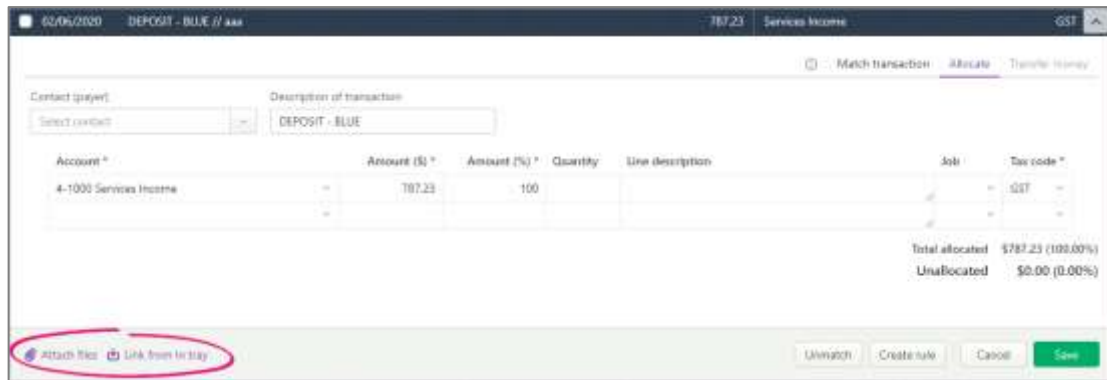 02/06/2020 DEPOSIT - BLUE // aaa 787.23 Services Income GST
Match transaction Allocate Transfer money
Contact (payer) Description of transaction
Select contact DEPOSIT - BLUE
Account * Amount ($) * Amount (%) * Quantity Line description Job Tax code *
4-1000 Services Income 787.23 100 GST
Total allocated $787.23 (100.00%)
Unallocated $0.00 (0.00%)
Attach files Link from In tray Unmatch Create rule Cancel Save